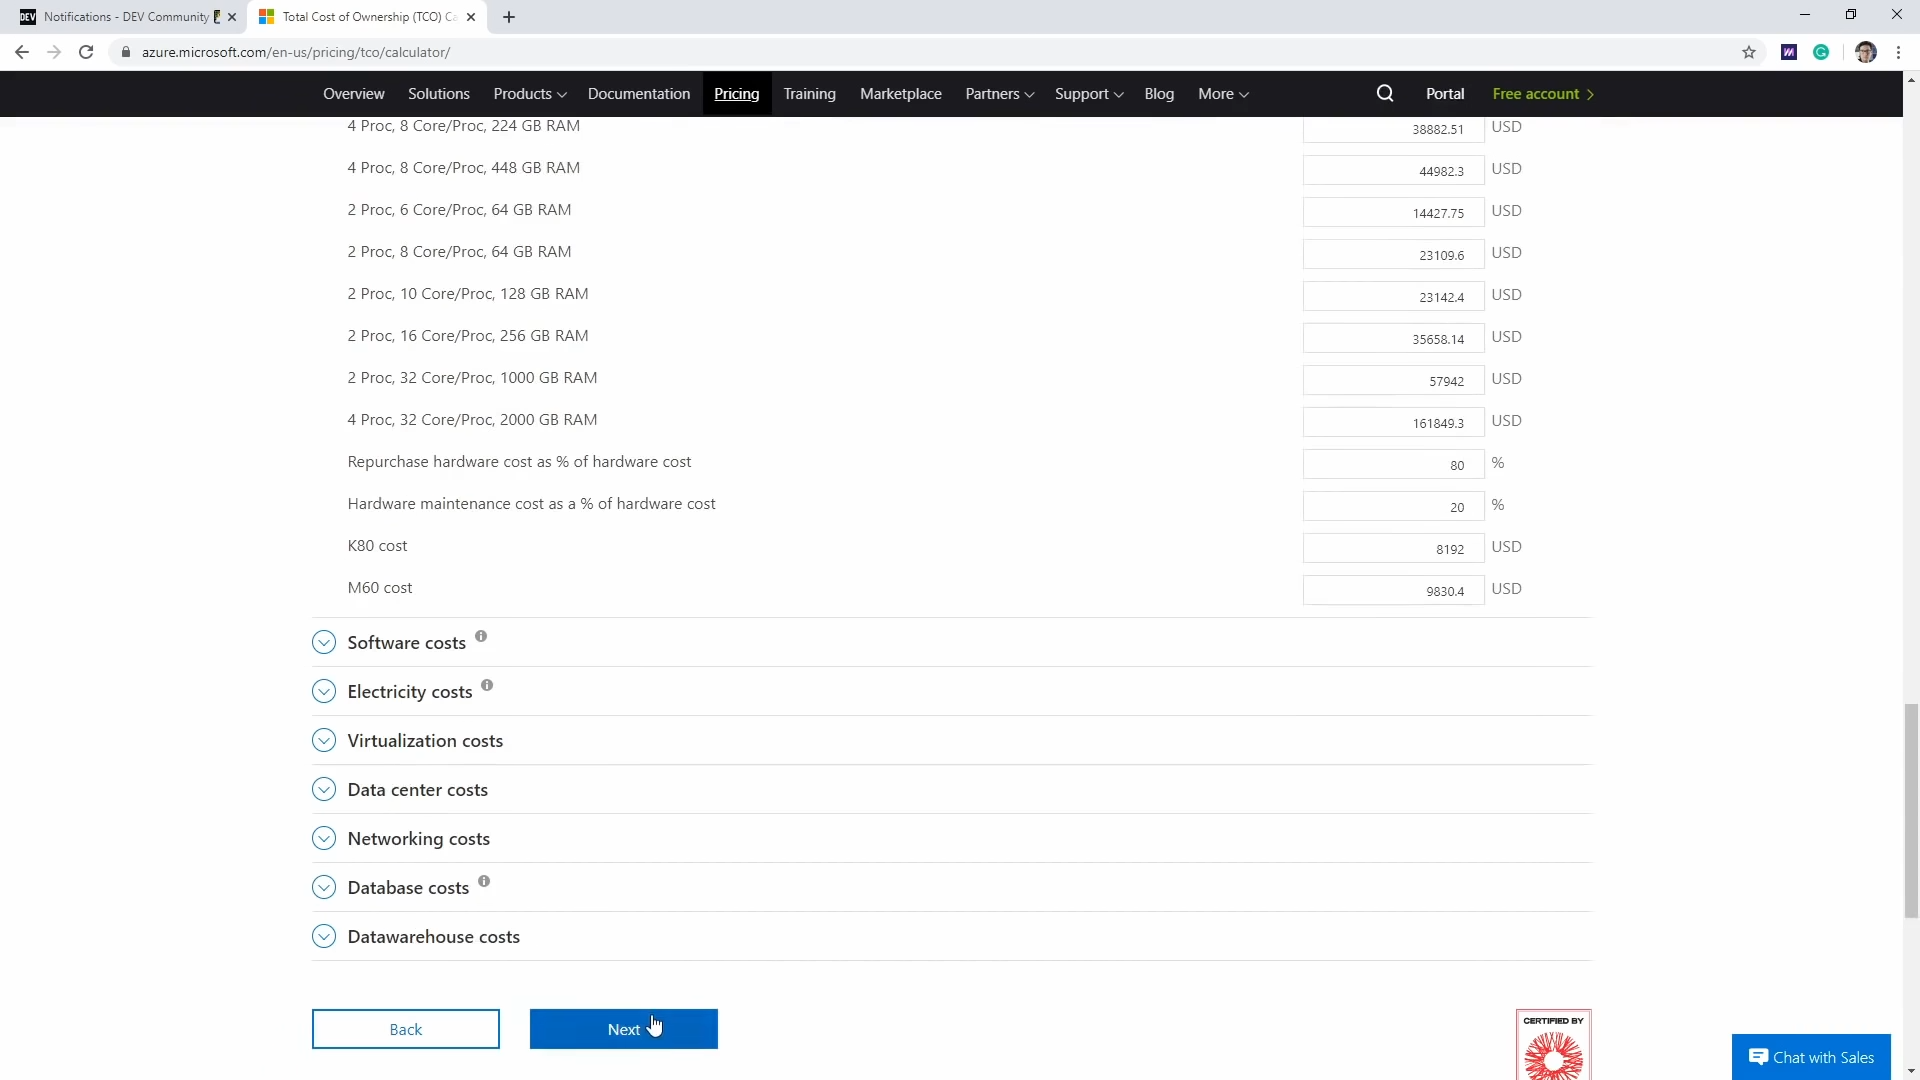 DEV Notifications - DEV Community
Total Cost of Ownership (TCO) Ca
azure.microsoft.com/en-us/pricing/tco/calculator/
Overview Solutions Products Documentation Pricing Training Marketplace Partners Support Blog More Portal Free account
4 Proc, 8 Core/Proc, 224 GB RAM 38882.51 USD
4 Proc, 8 Core/Proc, 448 GB RAM 44982.3 USD
2 Proc, 6 Core/Proc, 64 GB RAM 14427.75 USD
2 Proc, 8 Core/Proc, 64 GB RAM 23109.6 USD
2 Proc, 10 Core/Proc, 128 GB RAM 23142.4 USD
2 Proc, 16 Core/Proc, 256 GB RAM 35658.14 USD
2 Proc, 32 Core/Proc, 1000 GB RAM 57942 USD
4 Proc, 32 Core/Proc, 2000 GB RAM 161849.3 USD
Repurchase hardware cost as % of hardware cost 80 %
Hardware maintenance cost as a % of hardware cost 20 %
K80 cost 8192 USD
M60 cost 9830.4 USD
Software costs
Electricity costs
Virtualization costs
Data center costs
Networking costs
Database costs
Datawarehouse costs
Back Next
CERTIFIED BY
Chat with Sales